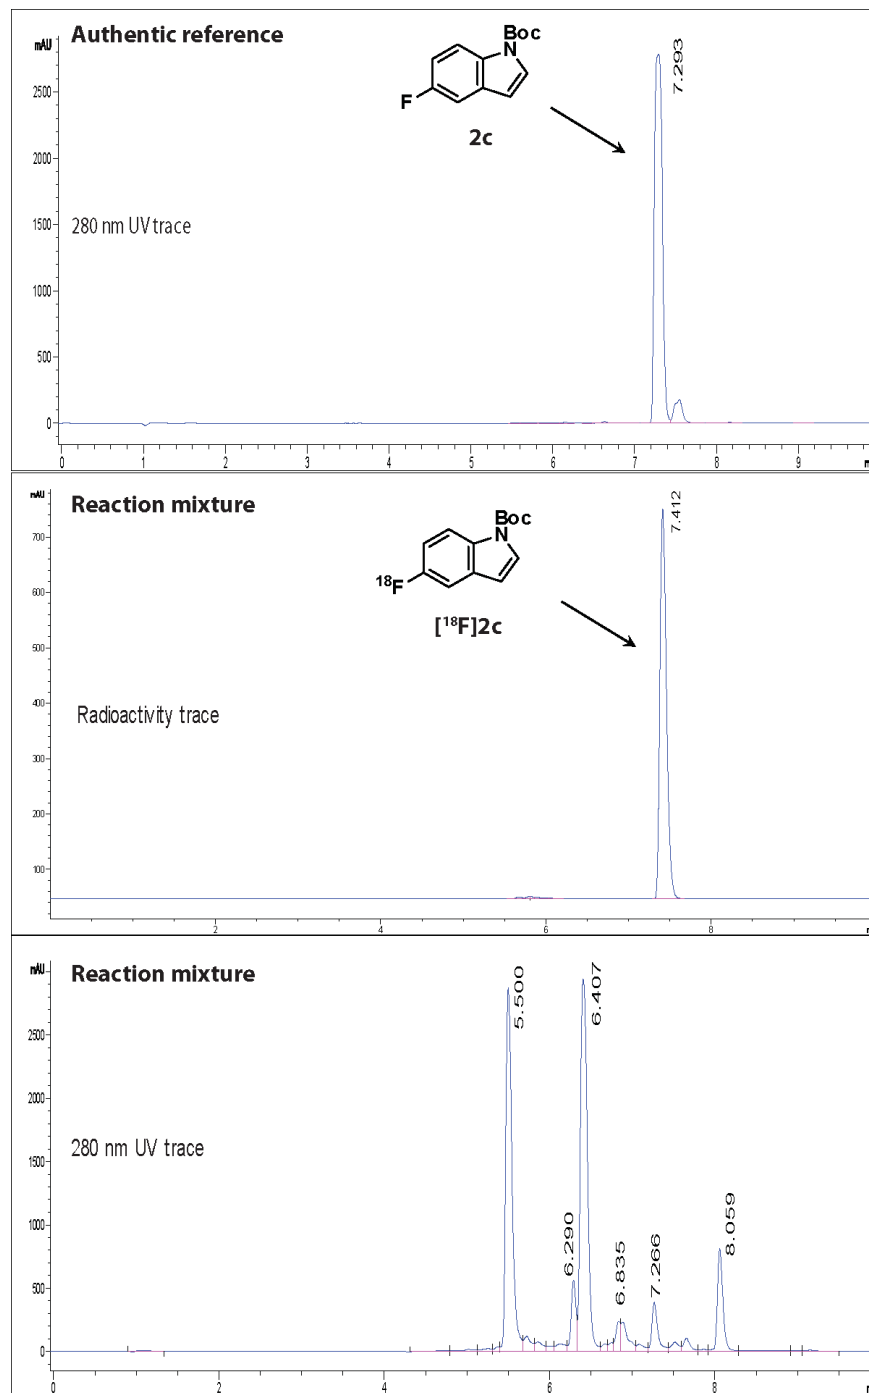 Authentic reference
mAU
Boc
N
F
2c
7.293
2500
2000
280 nm UV trace
1500
1000
500
0
0 1 2 3 4 5 6 7 8 9
Reaction mixture
mAU
Boc
N
18F
[18F]2c
7.412
700
600
500
400
Radioactivity trace
300
200
100
2 4 6 8
Reaction mixture
mAU
5.500
6.407
2500
2000
280 nm UV trace
1500
1000
6.290
6.835
7.266
8.059
500
0
0 2 4 6 8